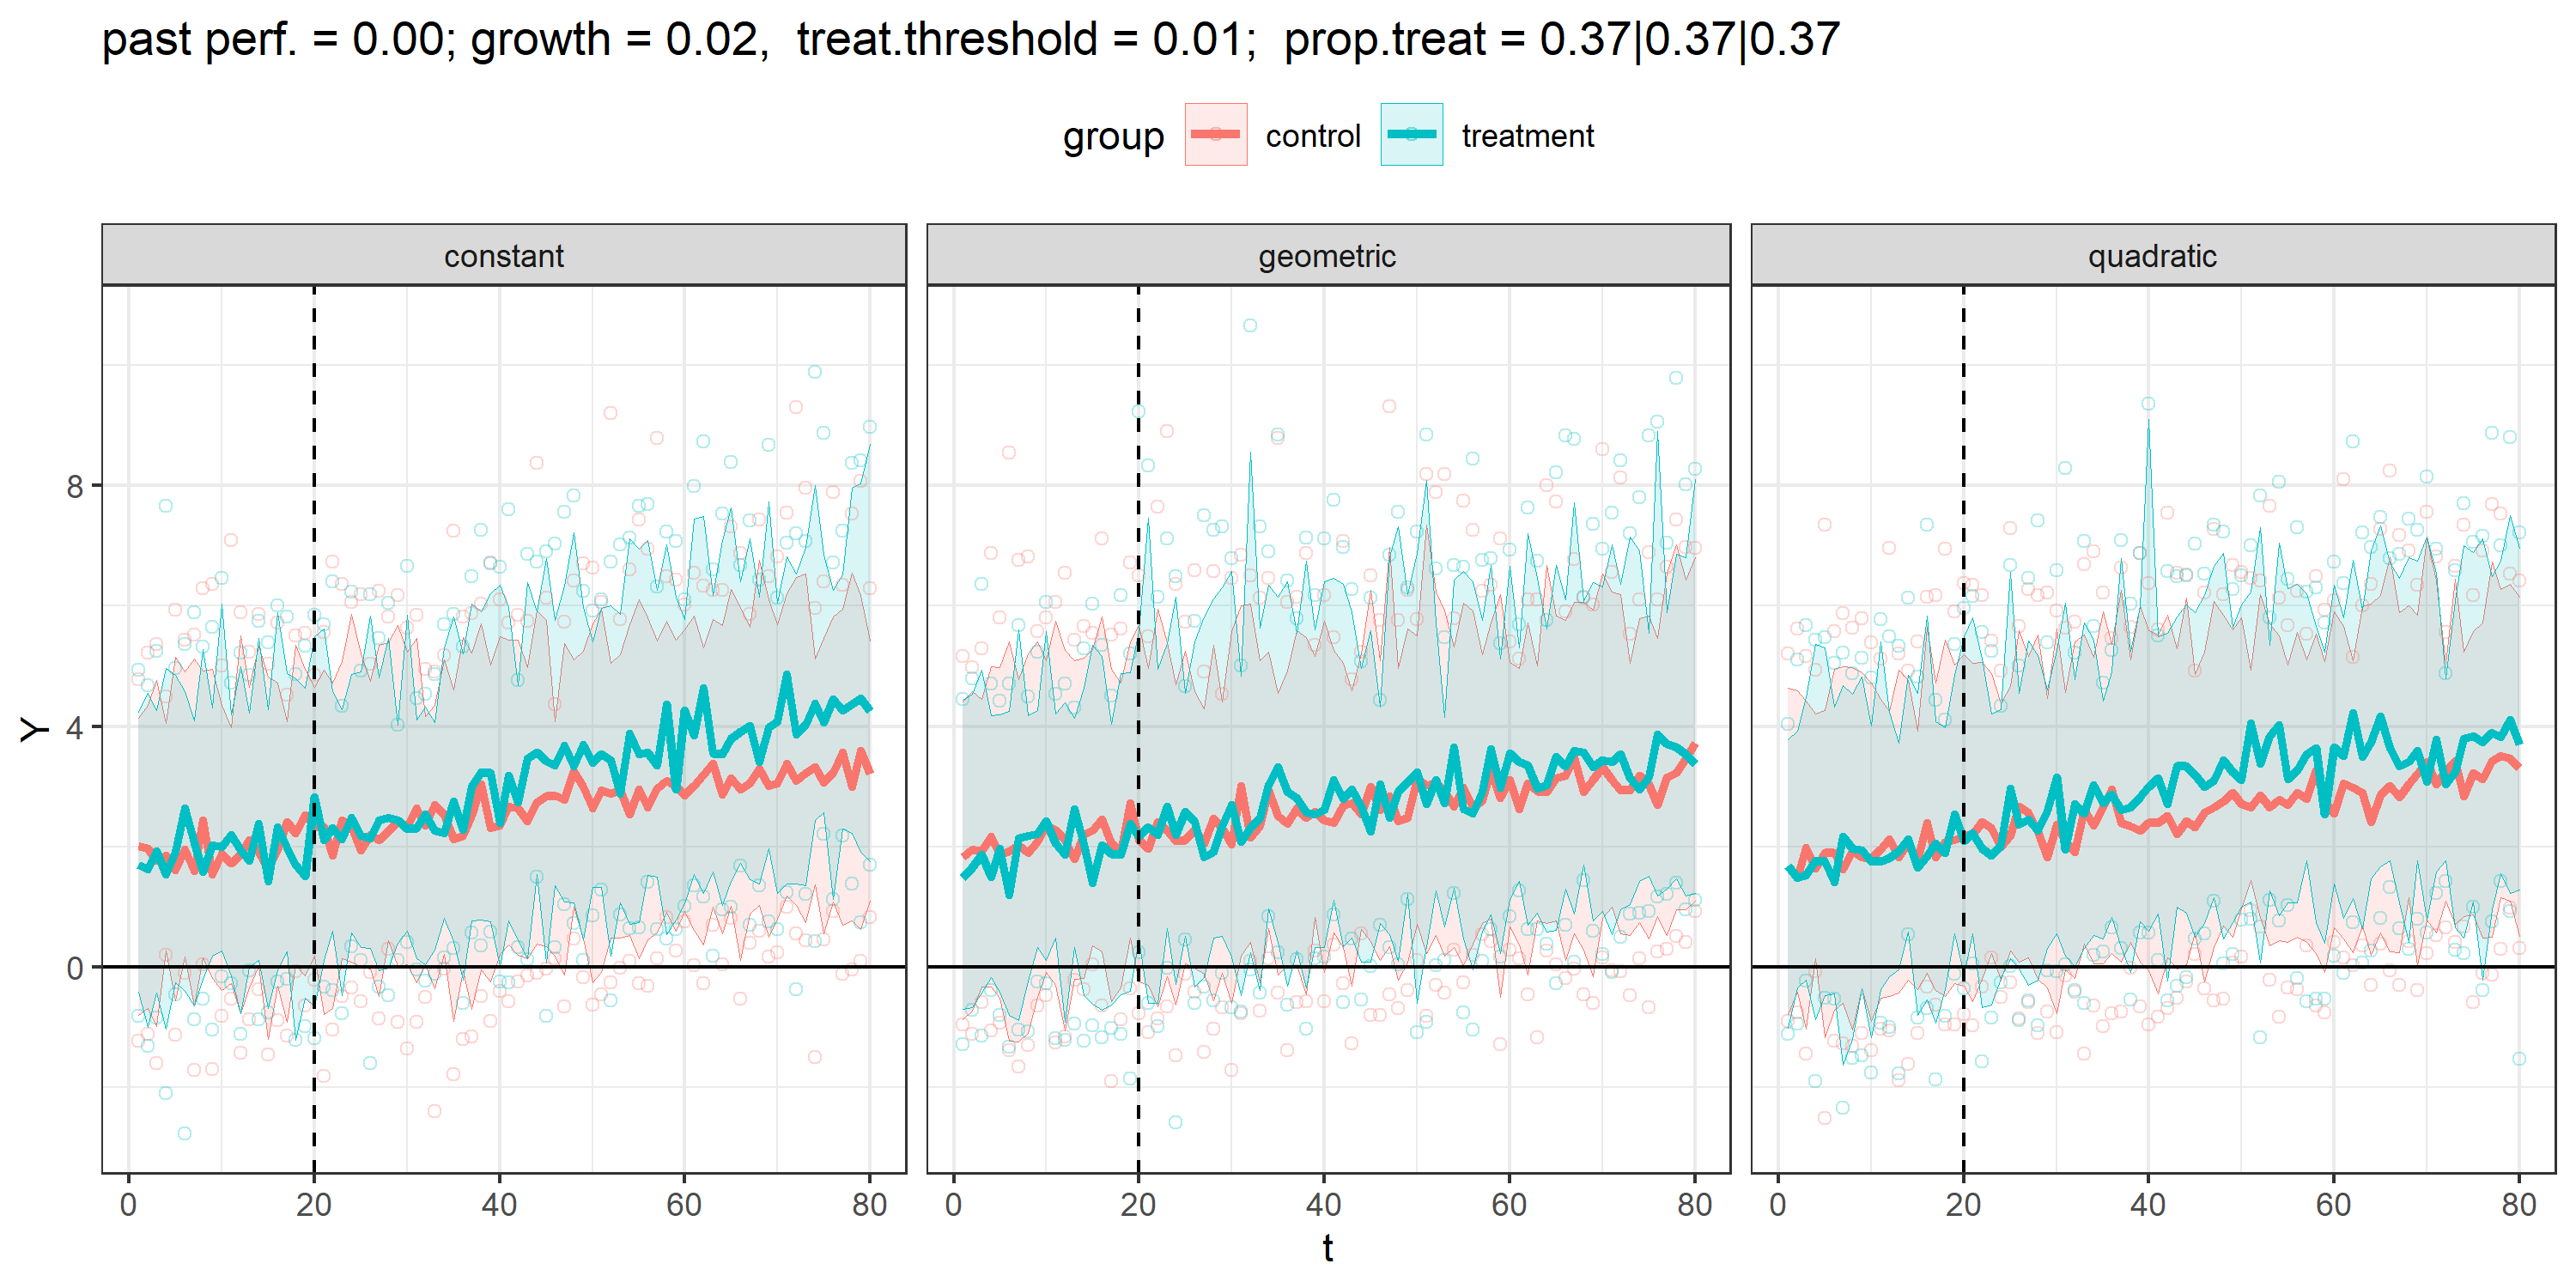 past perf. = 0.00; growth = 0.02,  treat.threshold = 0.01;  prop.treat = 0.37|0.37|0.37
group control treatment
constant geometric quadratic
8
4
0
Y
0 20 40 60 80 0 20 40 60 80 0 20 40 60 80
t